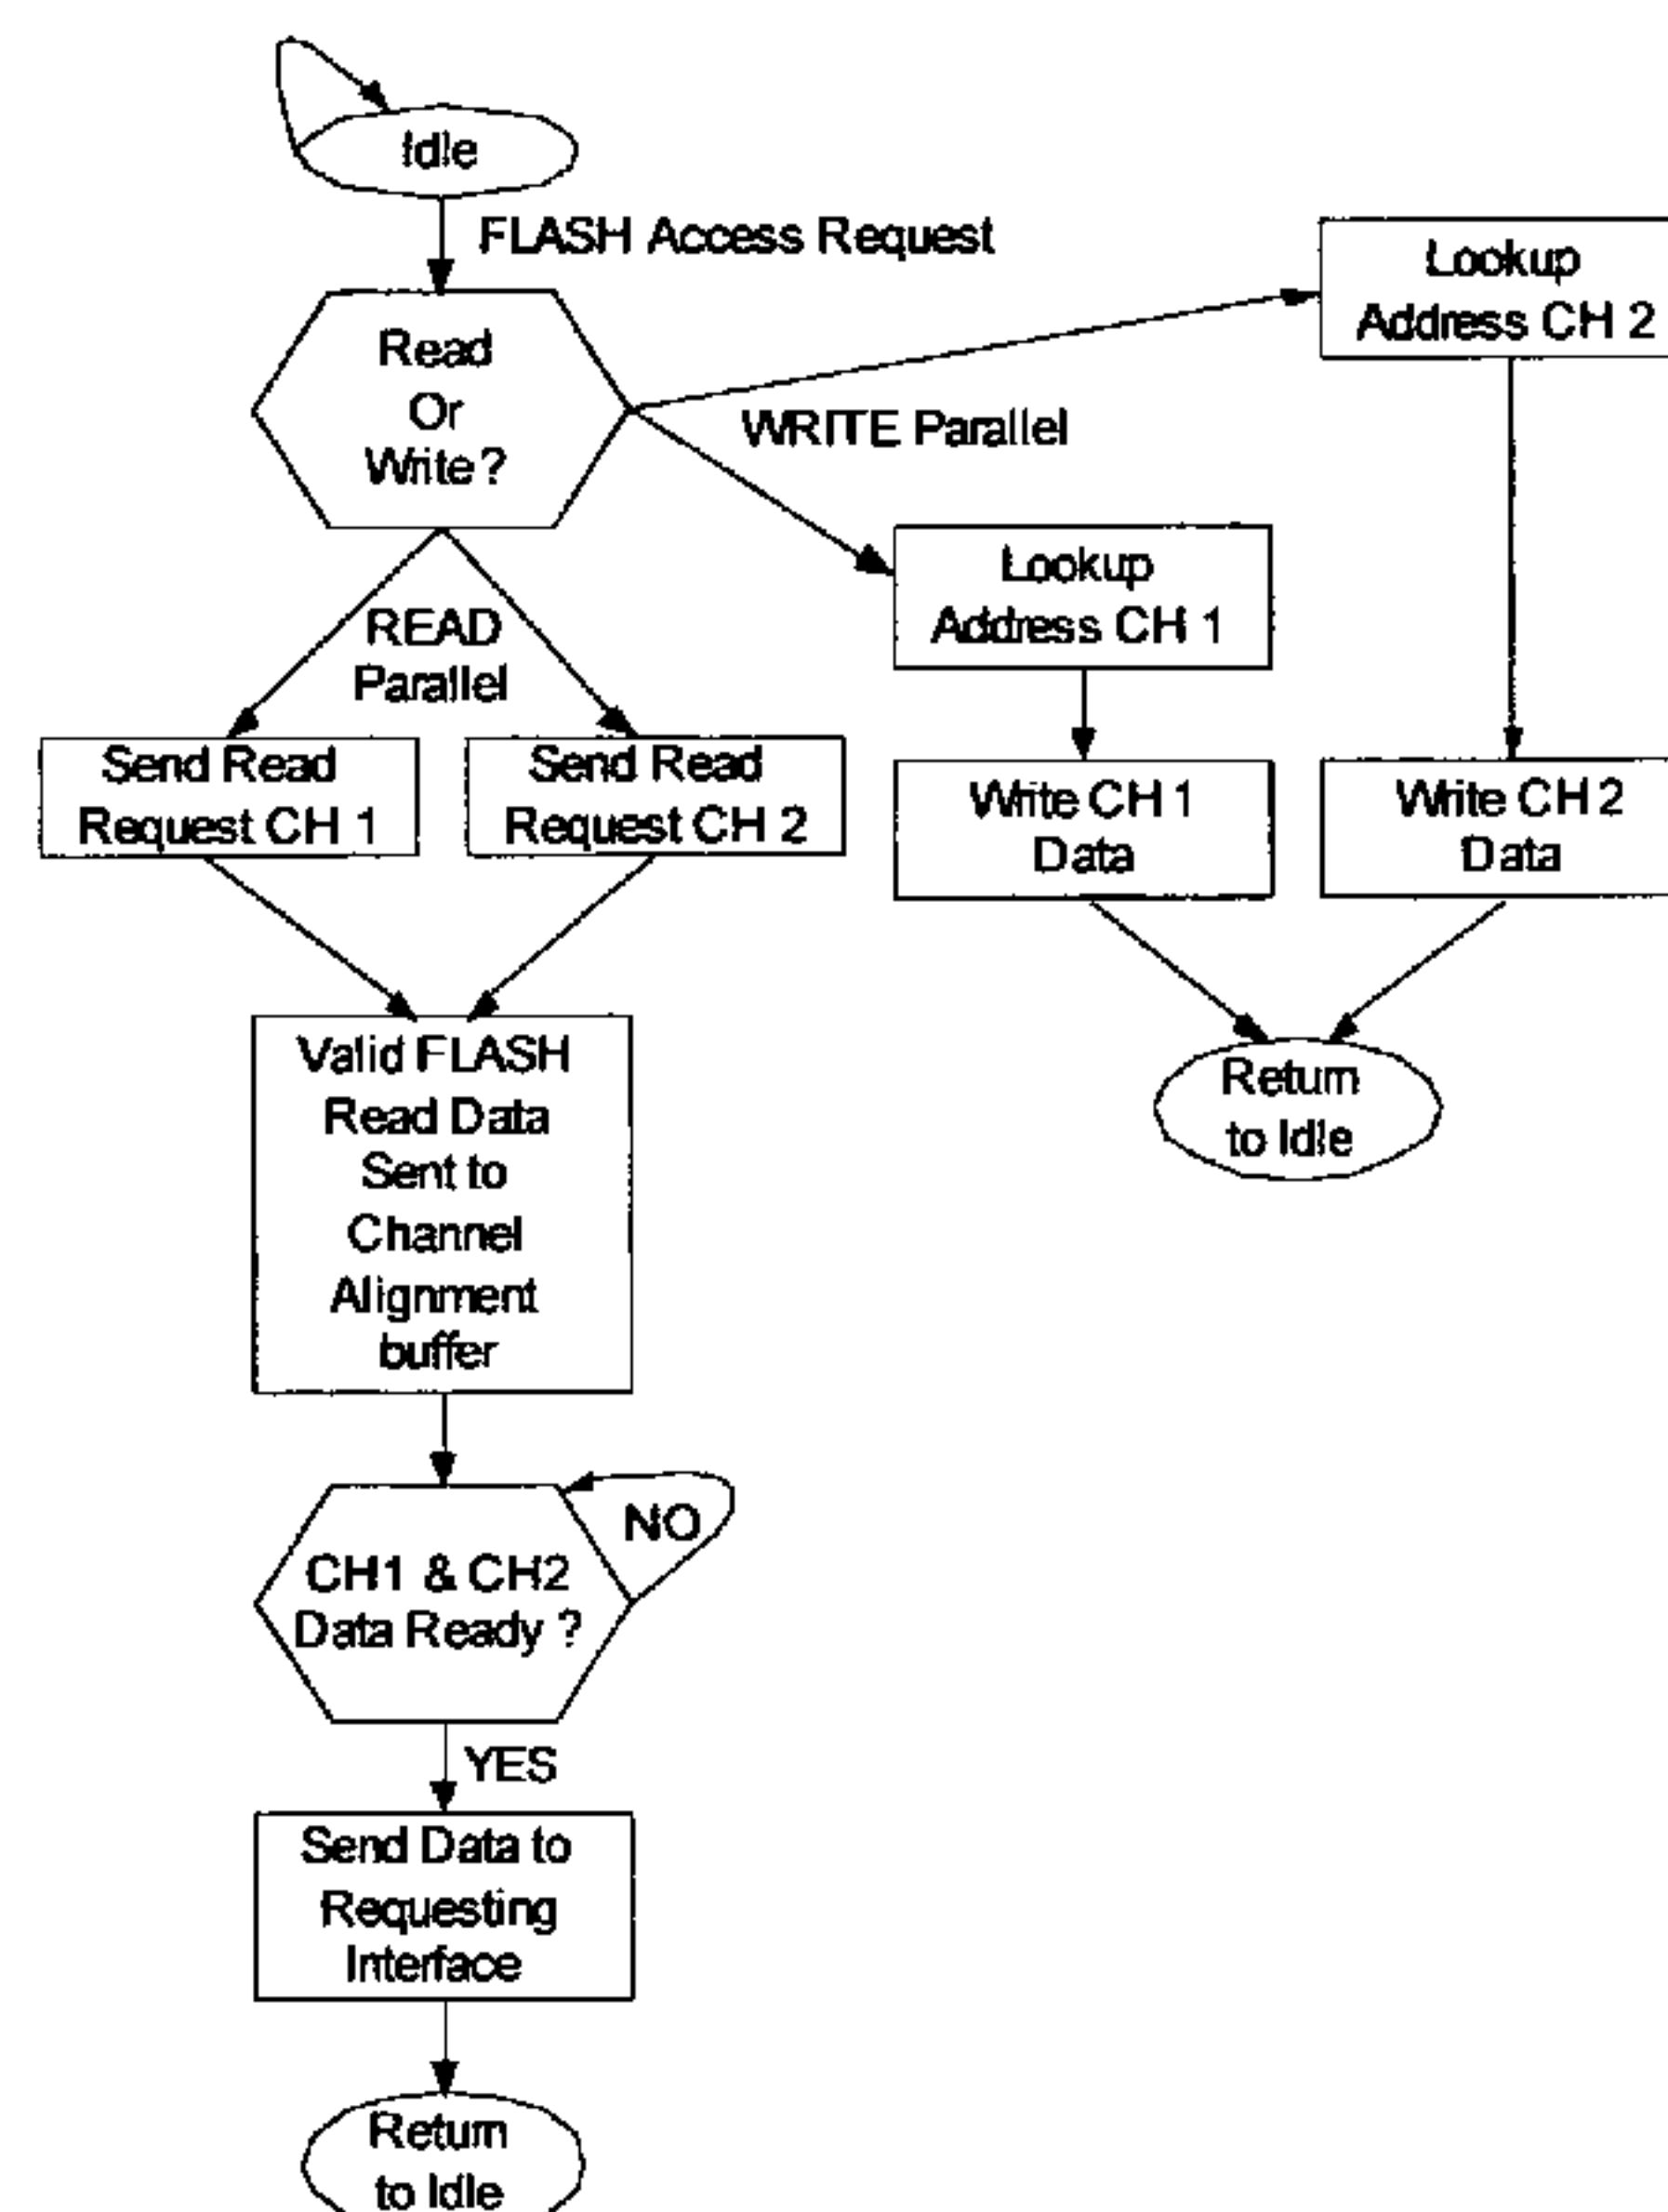 Idle
FLASH Access Request
Lookup
Address CH 2
Read
Or
Write?
WRITE Parallel
Lookup
Address CH 1
READ
Parallel
Send Read
Request CH 1
Send Read
Request CH 2
Write CH 1
Data
Write CH 2
Data
Valid FLASH
Read Data
Sent to
Channel
Alignment
buffer
Return
to Idle
NO
CH1 & CH2
Data Ready ?
YES
Send Data to
Requesting
Interface
Return
to Idle